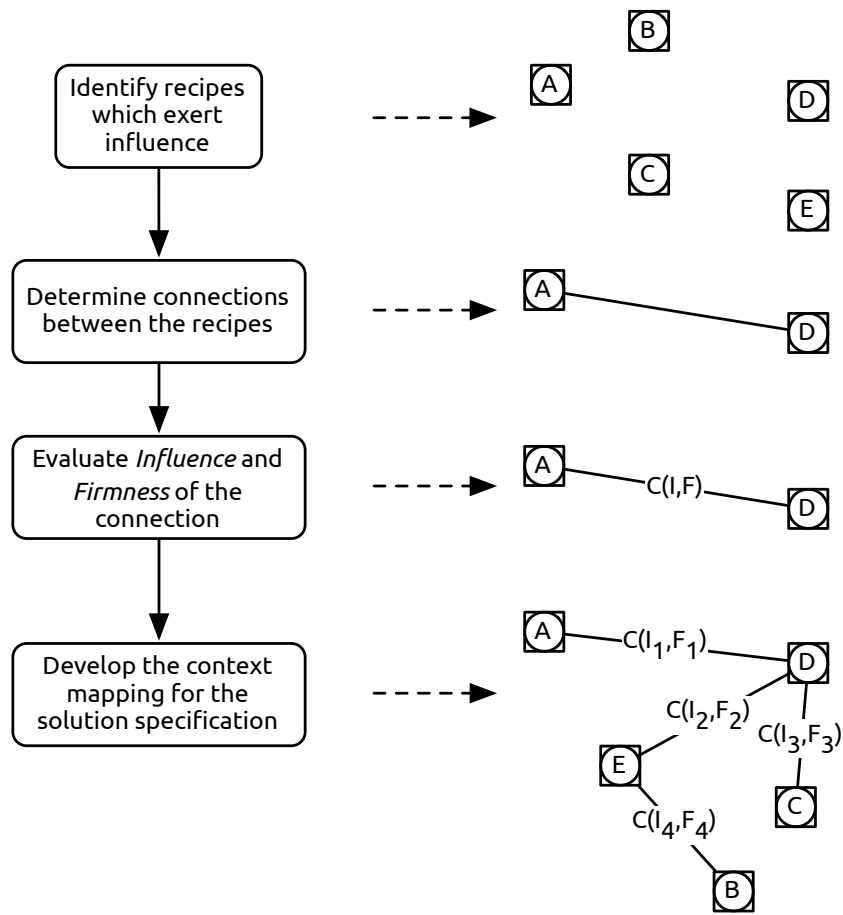 Identify recipes
which exert
influence
B
A
D
C
E
Determine connections
between the recipes
A
D
Evaluate Influence and
Firmness of the
connection
A
C(I,F)
D
Develop the context
mapping for the
solution specification
A
C(I₁,F₁)
D
C(I₂,F₂)
C(I₃,F₃)
E
C
C(I₄,F₄)
B